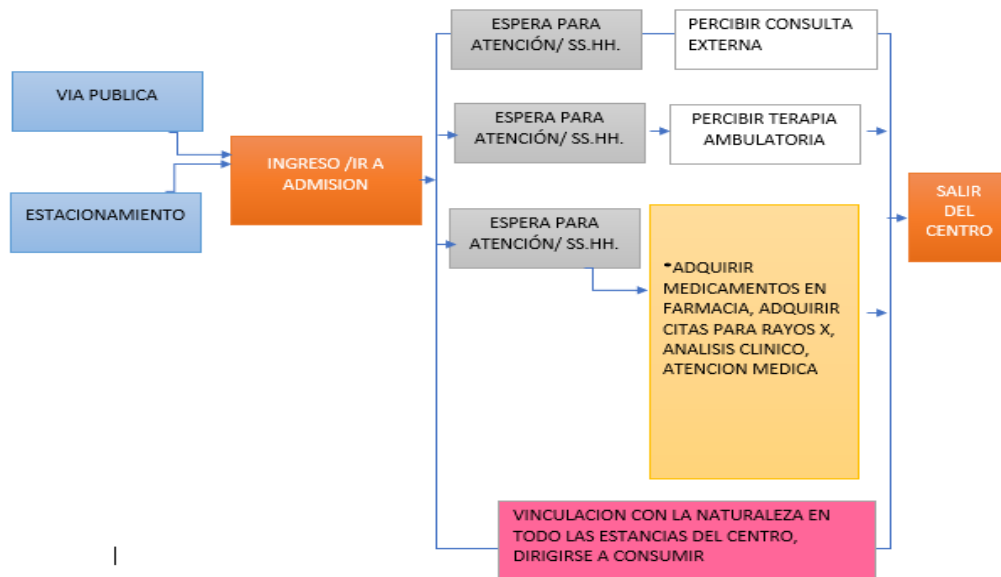 VIA PUBLICA
ESTACIONAMIENTO
INGRESO /IR A
ADMISION
ESPERA PARA
ATENCIÓN/ SS.HH.
PERCIBIR CONSULTA
EXTERNA
ESPERA PARA
ATENCIÓN/ SS.HH.
PERCIBIR TERAPIA
AMBULATORIA
ESPERA PARA
ATENCIÓN/ SS.HH.
*ADQUIRIR
MEDICAMENTOS EN
FARMACIA, ADQUIRIR
CITAS PARA RAYOS X,
ANALISIS CLINICO,
ATENCION MEDICA
VINCULACION CON LA NATURALEZA EN
TODO LAS ESTANCIAS DEL CENTRO,
DIRIGIRSE A CONSUMIR
SALIR
DEL
CENTRO